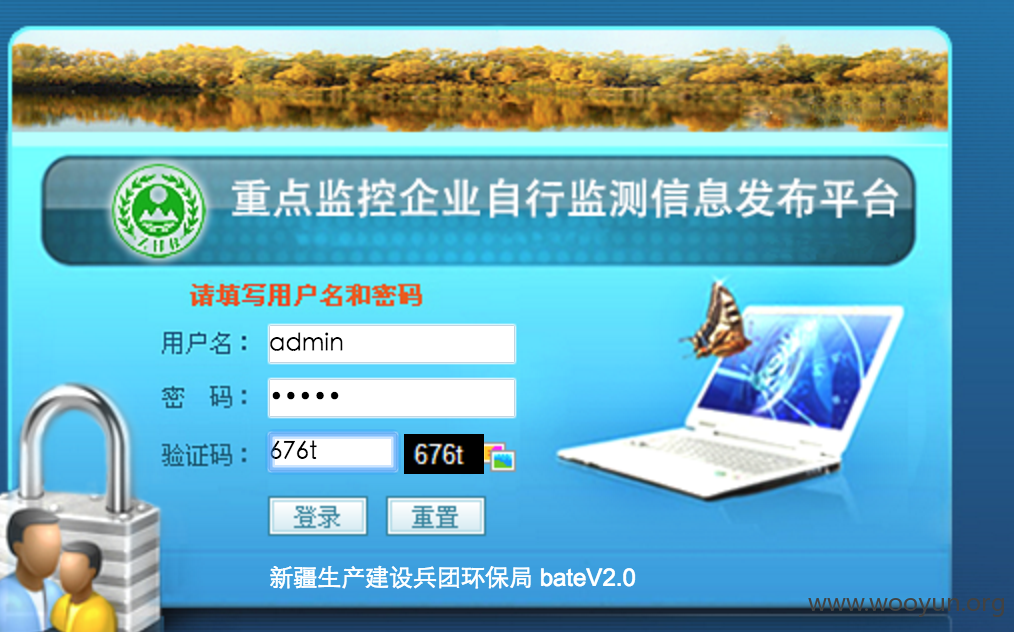 重点监控企业自行监测信息发布平台
请填写用户名和密码
用户名： admin
密 码： •••••
验证码： 676t 676t
登录 重置
新疆生产建设兵团环保局 bateV2.0
www.wooyun.org